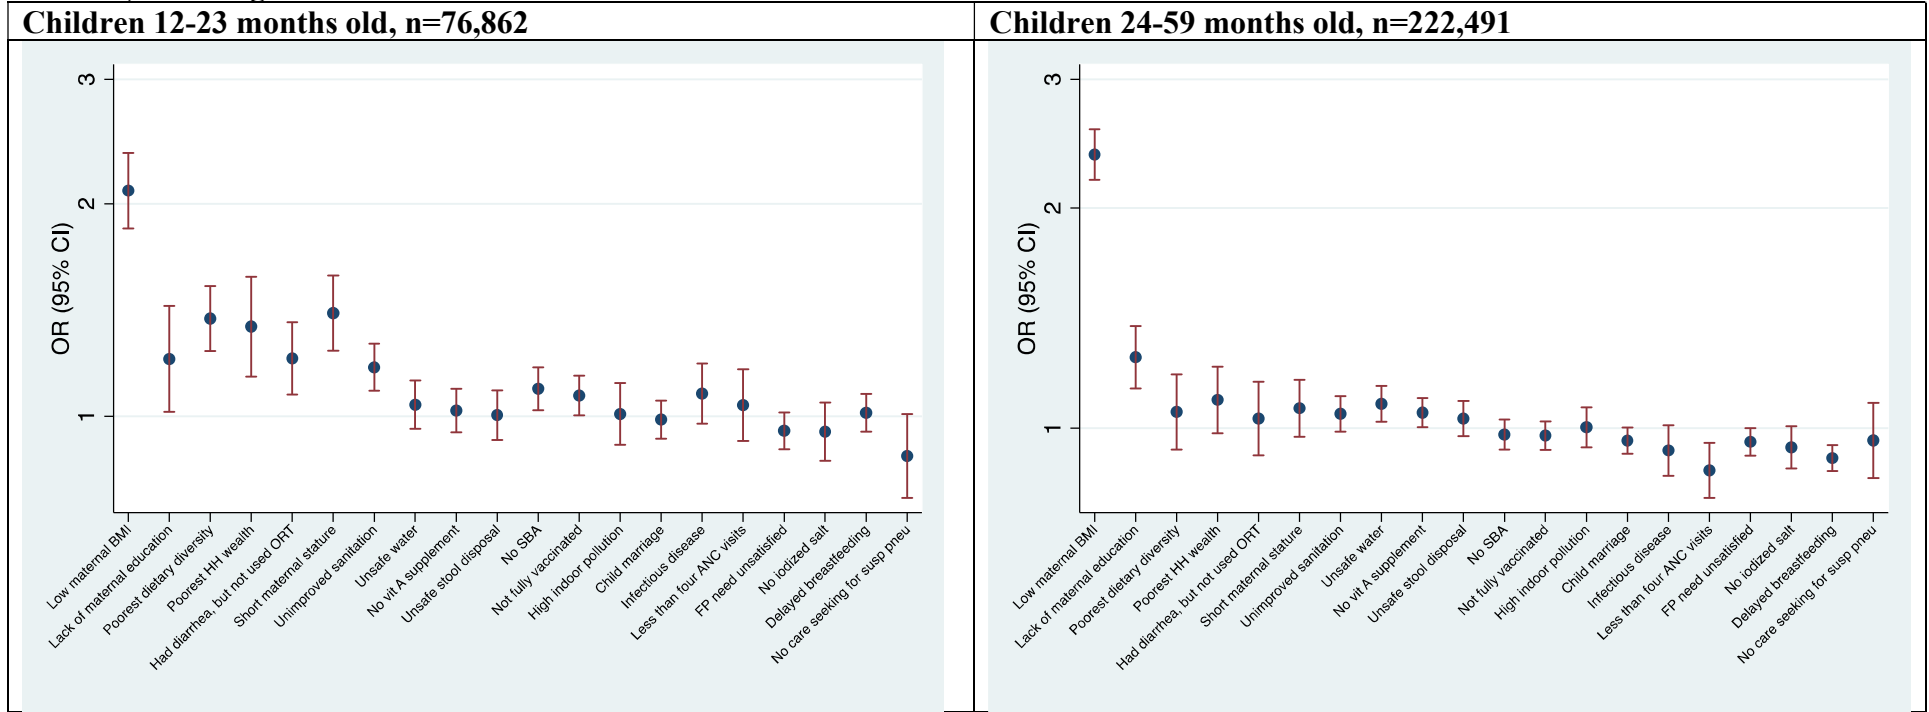 Children 12-23 months old, n=76,862
3
2
1
OR (95% CI)
Low maternal BMI
Lack of maternal education
Poorest dietary diversity
Poorest HH wealth
Had diarrhea, but not used ORT
Short maternal stature
Unimproved sanitation
Unsafe water
No vit A supplement
Unsafe stool disposal
No SBA
Not fully vaccinated
High indoor pollution
Child marriage
Infectious disease
Less than four ANC visits
FP need unsatisfied
No iodized salt
Delayed breastfeeding
No care seeking for susp pneu
Children 24-59 months old, n=222,491
3
2
1
OR (95% CI)
Low maternal BMI
Lack of maternal education
Poorest dietary diversity
Poorest HH wealth
Had diarrhea, but not used ORT
Short maternal stature
Unimproved sanitation
Unsafe water
No vit A supplement
Unsafe stool disposal
No SBA
Not fully vaccinated
High indoor pollution
Child marriage
Infectious disease
Less than four ANC visits
FP need unsatisfied
No iodized salt
Delayed breastfeeding
No care seeking for susp pneu